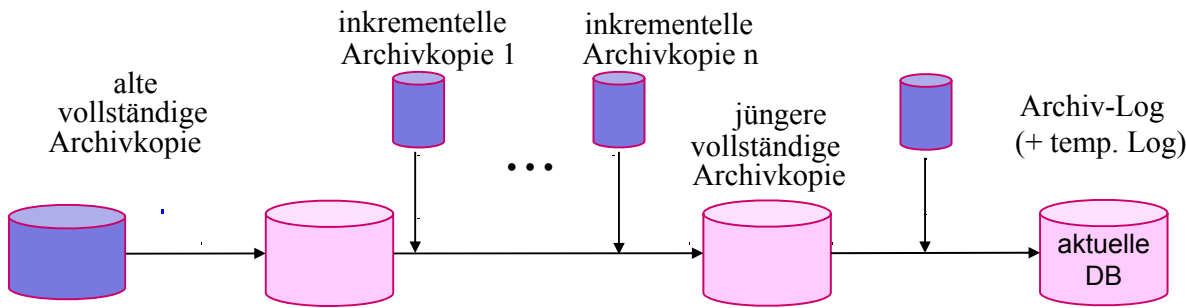 alte
vollständige
Archivkopie
inkrementelle
Archivkopie 1
...
inkrementelle
Archivkopie n
jüngere
vollständige
Archivkopie
Archiv-Log
(+ temp. Log)
aktuelle
DB